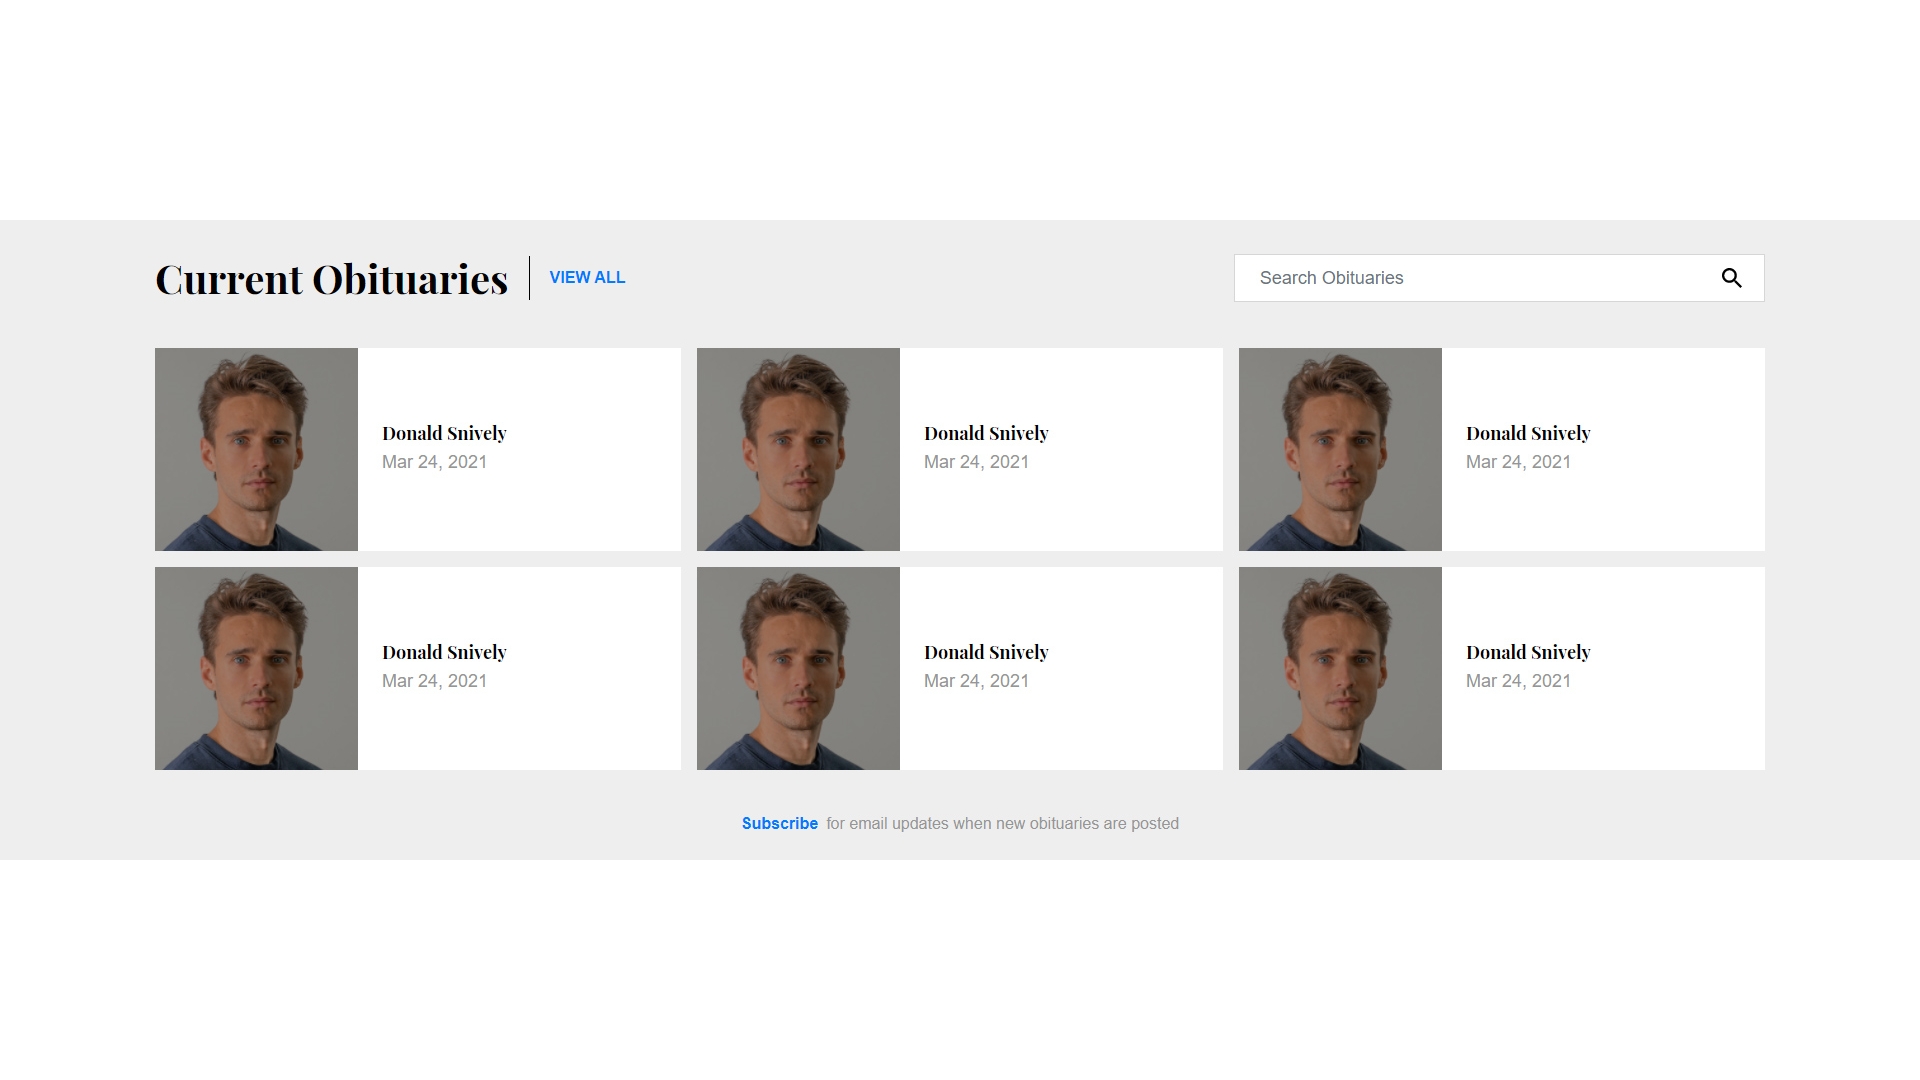 Current Obituaries
VIEW ALL
Search Obituaries
Donald Snively
Mar 24, 2021
Donald Snively
Mar 24, 2021
Donald Snively
Mar 24, 2021
Donald Snively
Mar 24, 2021
Donald Snively
Mar 24, 2021
Donald Snively
Mar 24, 2021
Subscribe for email updates when new obituaries are posted